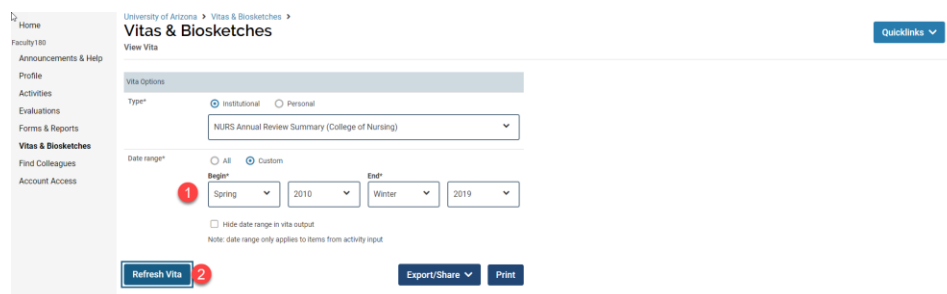 Home
Faculty180
Announcements & Help
Profile
Activities
Evaluations
Forms & Reports
Vitas & Biosketches
Find Colleagues
Account Access
University of Arizona > Vitas & Biosketches >
Vitas & Biosketches
View Vita
Quicklinks
Vita Options
Type* Institutional Personal
NURS Annual Review Summary (College of Nursing)
Date range* All Custom
Begin* End*
1 Spring 2010 Winter 2019
Hide date range in vita output
Note: date range only applies to items from activity input
Refresh Vita 2 Export/Share Print